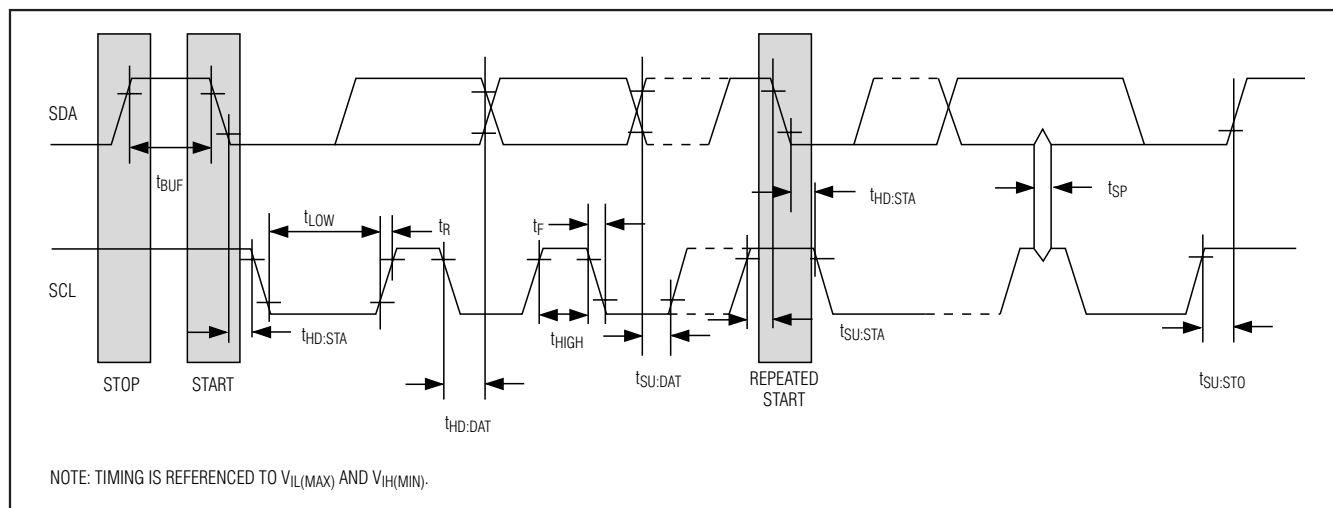 SDA
tBUF
tLOW
tR
tF
tHD:STA
tSP
SCL
tHD:STA
tHIGH
tSU:DAT
tSU:STA
tSU:STO
STOP
START
REPEATED
START
tHD:DAT
NOTE: TIMING IS REFERENCED TO VIL(MAX) AND VIH(MIN).